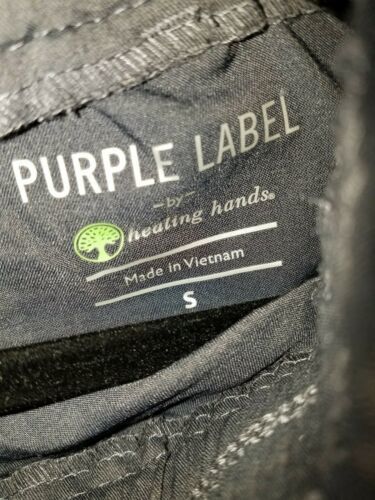 PURPLE LABEL
-by-
healing hands®
Made in Vietnam
S